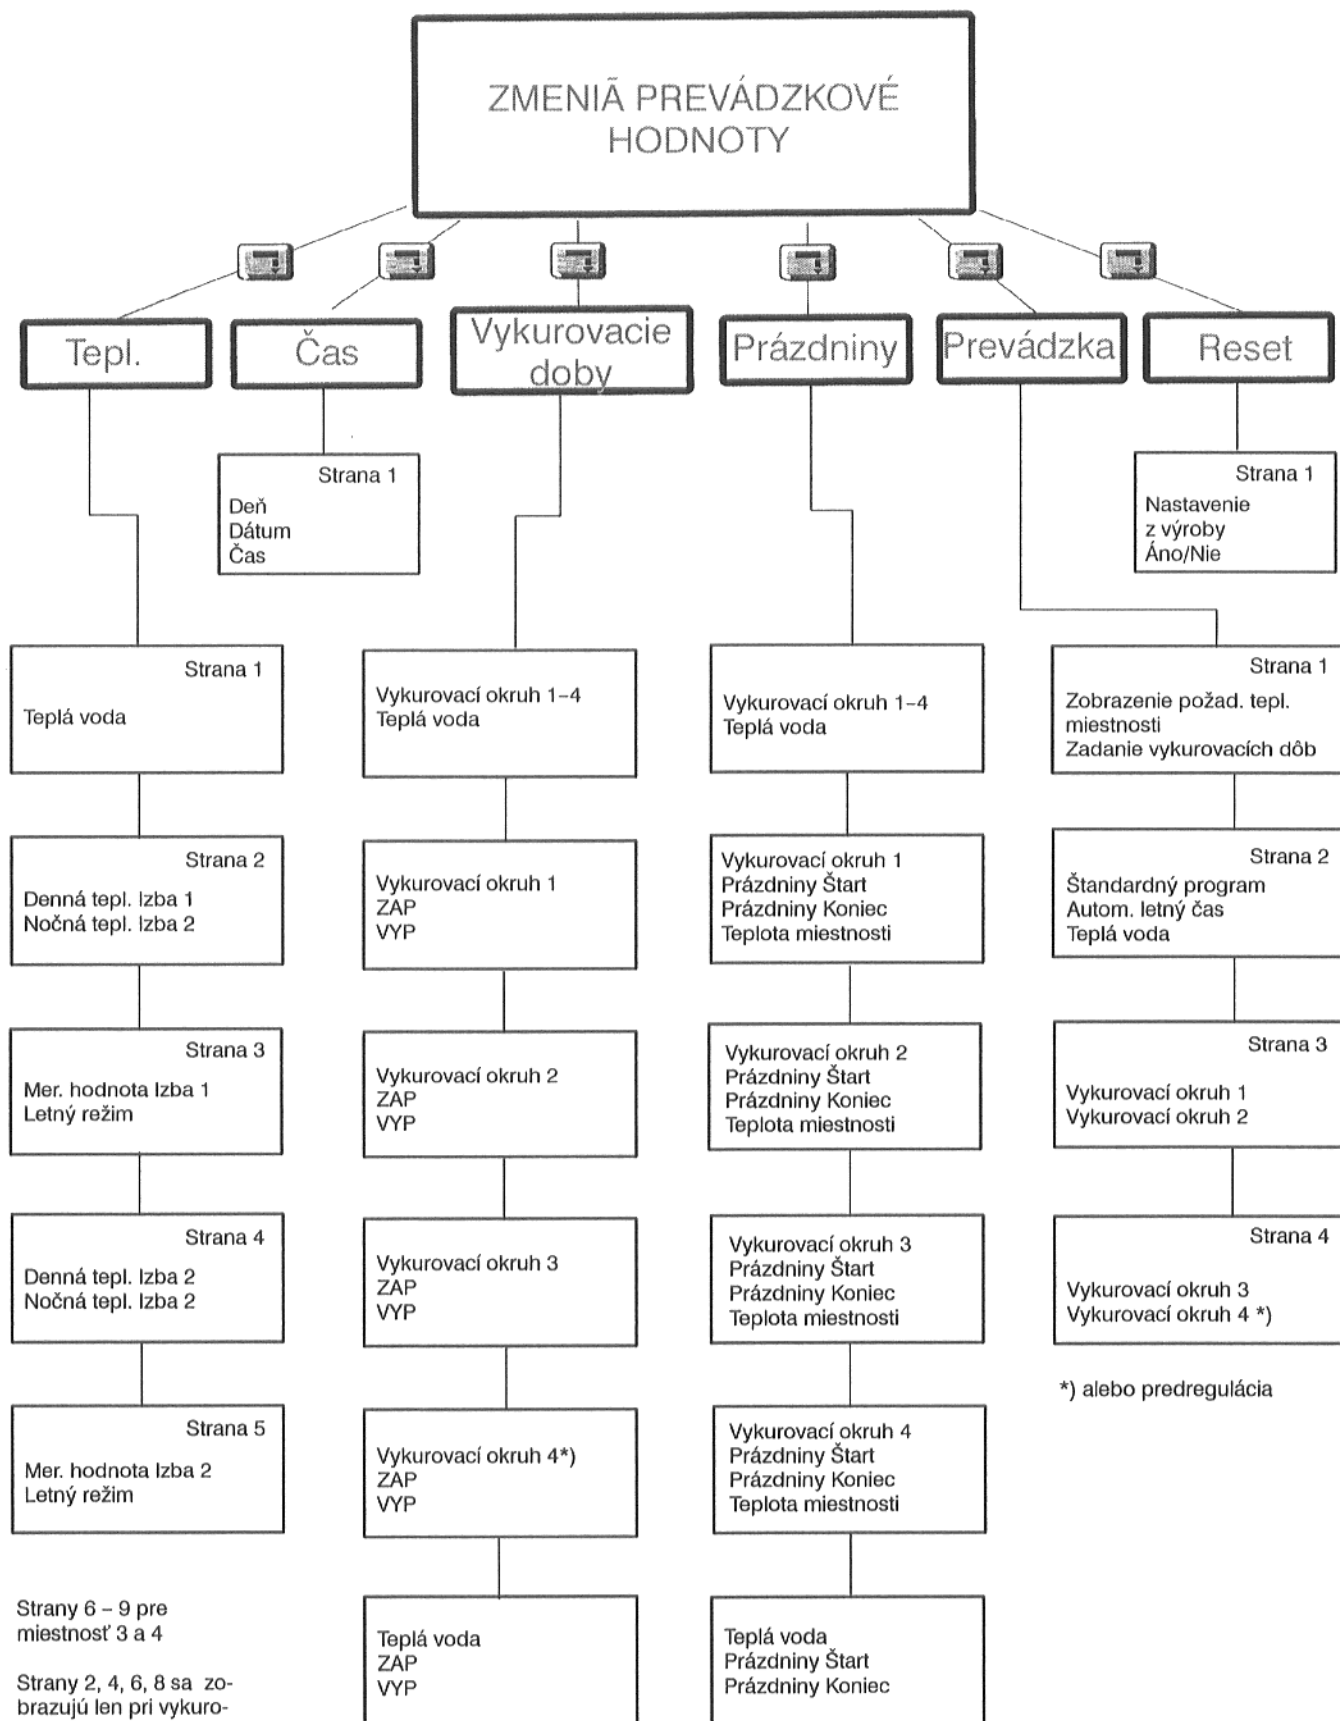 ZMENIÃ PREVÁDZKOVÉ
HODNOTY
Tepl.
Čas
Vykurovacie
doby
Prázdniny
Prevádzka
Reset
Strana 1
Deň
Dátum
Čas
Strana 1
Nastavenie
z výroby
Áno/Nie
Strana 1
Teplá voda
Strana 2
Denná tepl. Izba 1
Nočná tepl. Izba 2
Strana 3
Mer. hodnota Izba 1
Letný režim
Strana 4
Denná tepl. Izba 2
Nočná tepl. Izba 2
Strana 5
Mer. hodnota Izba 2
Letný režim
Strany 6 – 9 pre
miestnosť 3 a 4
Strany 2, 4, 6, 8 sa zo-
brazujú len pri vykuro-
Vykurovací okruh 1–4
Teplá voda
Vykurovací okruh 1
ZAP
VYP
Vykurovací okruh 2
ZAP
VYP
Vykurovací okruh 3
ZAP
VYP
Vykurovací okruh 4*)
ZAP
VYP
Teplá voda
ZAP
VYP
Vykurovací okruh 1–4
Teplá voda
Vykurovací okruh 1
Prázdniny Štart
Prázdniny Koniec
Teplota miestnosti
Vykurovací okruh 2
Prázdniny Štart
Prázdniny Koniec
Teplota miestnosti
Vykurovací okruh 3
Prázdniny Štart
Prázdniny Koniec
Teplota miestnosti
Vykurovací okruh 4
Prázdniny Štart
Prázdniny Koniec
Teplota miestnosti
Teplá voda
Prázdniny Štart
Prázdniny Koniec
Strana 1
Zobrazenie požad. tepl.
miestnosti
Zadanie vykurovacích dôb
Strana 2
Štandardný program
Autom. letný čas
Teplá voda
Strana 3
Vykurovací okruh 1
Vykurovací okruh 2
Strana 4
Vykurovací okruh 3
Vykurovací okruh 4 *)
*) alebo predregulácia